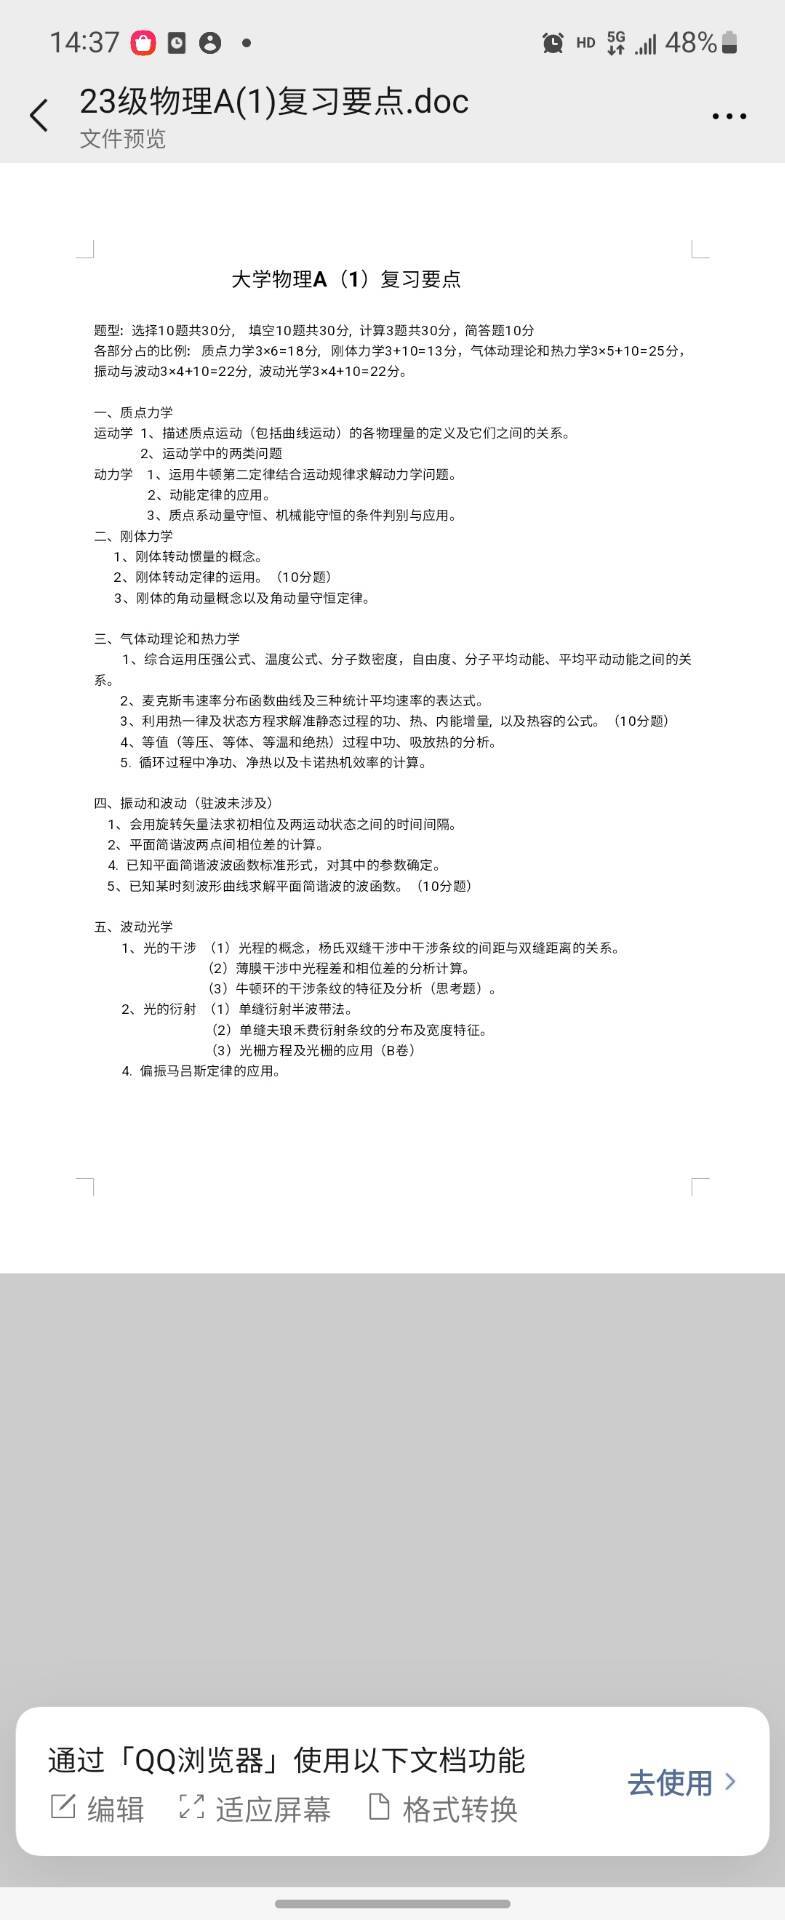 14:37
HD 5G 48%
23级物理A(1)复习要点.doc
文件预览
大学物理A（1）复习要点
题型：选择10题共30分， 填空10题共30分，计算3题共30分，简答题10分
各部分占的比例： 质点力学3×6=18分，刚体力学3+10=13分，气体动理论和热力学3×5+10=25分，
振动与波动3×4+10=22分，波动光学3×4+10=22分。
一、质点力学
运动学 1、描述质点运动（包括曲线运动）的各物理量的定义及它们之间的关系。
2、运动学中的两类问题
动力学 1、运用牛顿第二定律结合运动规律求解动力学问题。
2、动能定律的应用。
3、质点系动量守恒、机械能守恒的条件判别与应用。
二、刚体力学
1、刚体转动惯量的概念。
2、刚体转动定律的运用。（10分题）
3、刚体的角动量概念以及角动量守恒定律。
三、气体动理论和热力学
1、综合运用压强公式、温度公式、分子数密度，自由度、分子平均动能、平均平动动能之间的关
系。
2、麦克斯韦速率分布函数曲线及三种统计平均速率的表达式。
3、利用热一律及状态方程求解准静态过程的功、热、内能增量，以及热容的公式。（10分题）
4、等值（等压、等体、等温和绝热）过程中功、吸放热的分析。
5. 循环过程中净功、净热以及卡诺热机效率的计算。
四、振动和波动（驻波未涉及）
1、会用旋转矢量法求初相位及两运动状态之间的时间间隔。
2、平面简谐波两点间相位差的计算。
4. 已知平面简谐波波函数标准形式，对其中的参数确定。
5、已知某时刻波形曲线求解平面简谐波的波函数。（10分题）
五、波动光学
1、光的干涉 （1）光程的概念，杨氏双缝干涉中干涉条纹的间距与双缝距离的关系。
（2）薄膜干涉中光程差和相位差的分析计算。
（3）牛顿环的干涉条纹的特征及分析（思考题）。
2、光的衍射 （1）单缝衍射半波带法。
（2）单缝夫琅禾费衍射条纹的分布及宽度特征。
（3）光栅方程及光栅的应用（B卷）
4. 偏振马吕斯定律的应用。
通过「QQ浏览器」使用以下文档功能
编辑 适应屏幕 格式转换
去使用